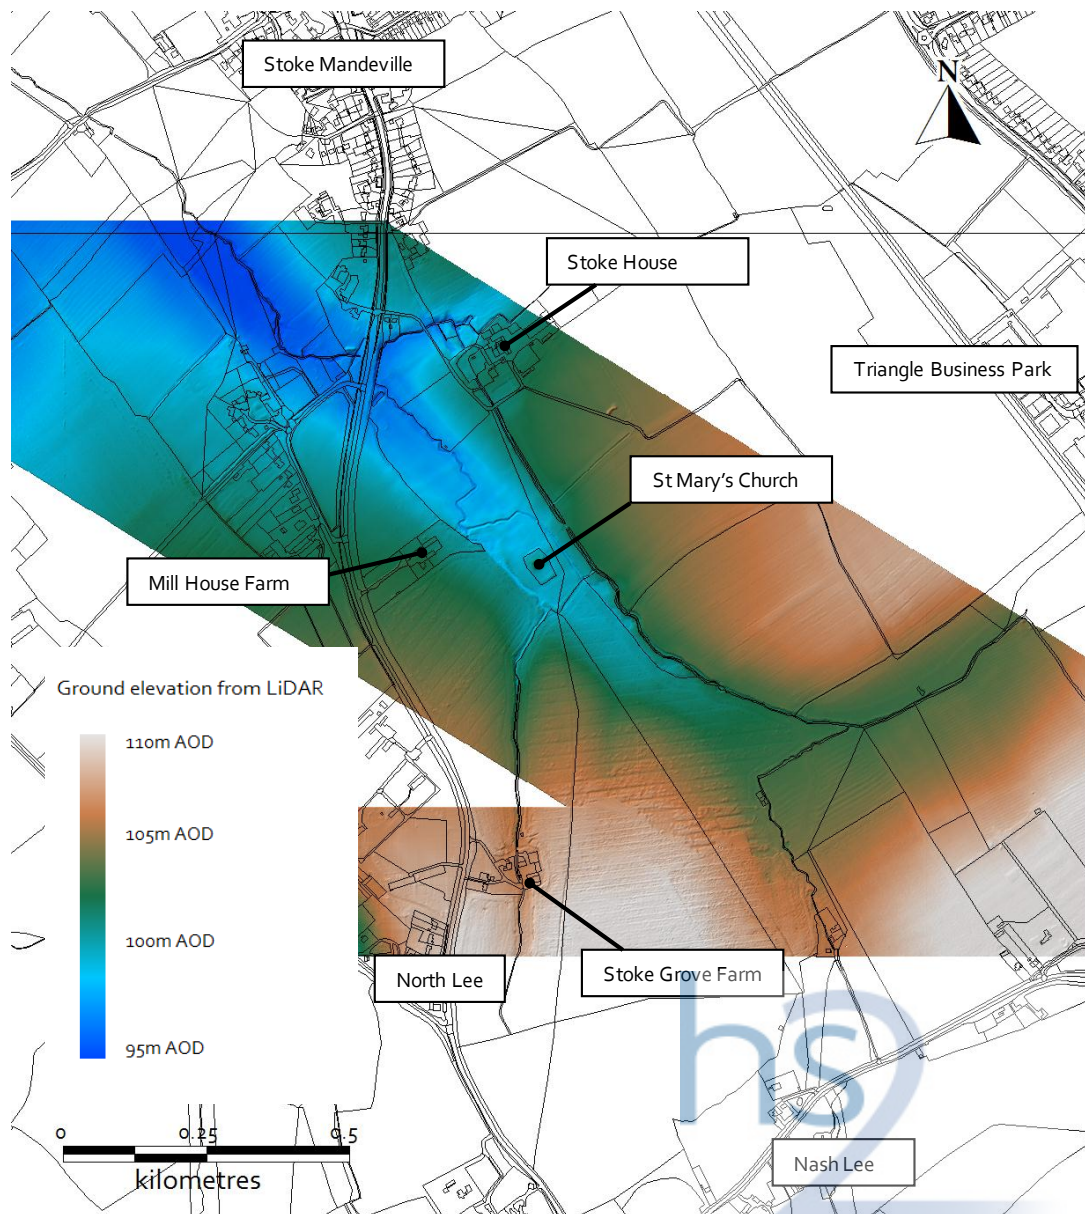 Stoke Mandeville
N
Stoke House
Triangle Business Park
St Mary's Church
Mill House Farm
Ground elevation from LiDAR
110m AOD
105m AOD
100m AOD
95m AOD
North Lee
Stoke Grove Farm
hs2
0 0.25 0.5
kilometres
Nash Lee